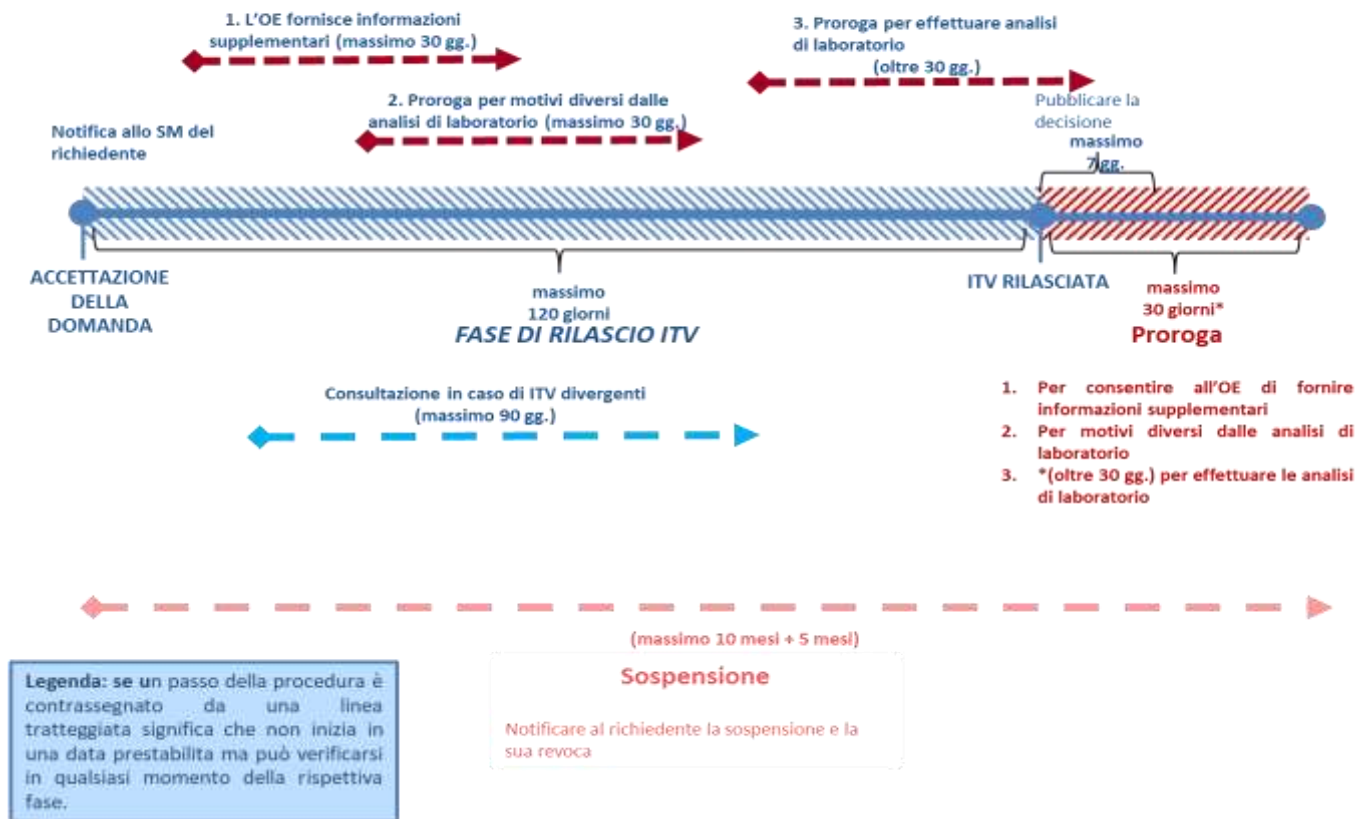 1. L'OE fornisce informazioni
supplementari (massimo 30 gg.)
3. Proroga per effettuare analisi
di laboratorio
(oltre 30 gg.)
2. Proroga per motivi diversi dalle
analisi di laboratorio (massimo 30 gg.)
Notifica allo SM del
richiedente
Pubblicare la
decisione
massimo
7 gg.
ACCETTAZIONE
DELLA
DOMANDA
massimo
120 giorni
FASE DI RILASCIO ITV
ITV RILASCIATA
massimo
30 giorni*
Proroga
Consultazione in caso di ITV divergenti
(massimo 90 gg.)
1. Per consentire all'OE di fornire
informazioni supplementari
2. Per motivi diversi dalle analisi di
laboratorio
3. *(oltre 30 gg.) per effettuare le analisi
di laboratorio
(massimo 10 mesi + 5 mesi)
Sospensione
Notificare al richiedente la sospensione e la
sua revoca
Legenda: se un passo della procedura è
contrassegnato da una linea
tratteggiata significa che non inizia in
una data prestabilita ma può verificarsi
in qualsiasi momento della rispettiva
fase.